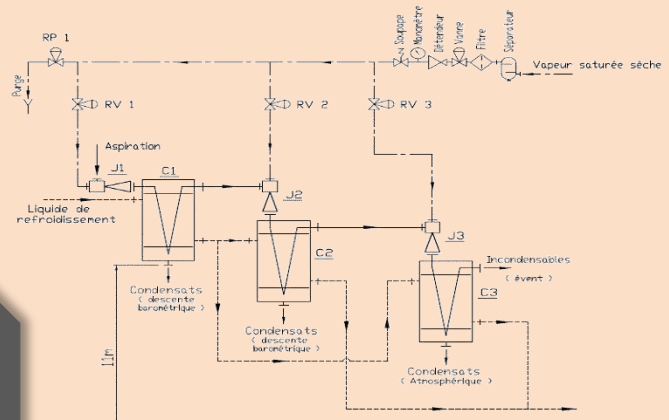 Soupape
Manomètre
Détendeur
Vanne
Filtre
Séparateur
RP 1
Vapeur saturée sèche
Purge
RV 1
RV 2
RV 3
Aspiration
J1
C1
J2
Liquide de
refroidissement
J3
C2
Incondensables
( évent )
C3
Condensats
( descente
barométrique )
Condensats
( descente
barométrique )
11m
Condensats
( Atmosphérique )